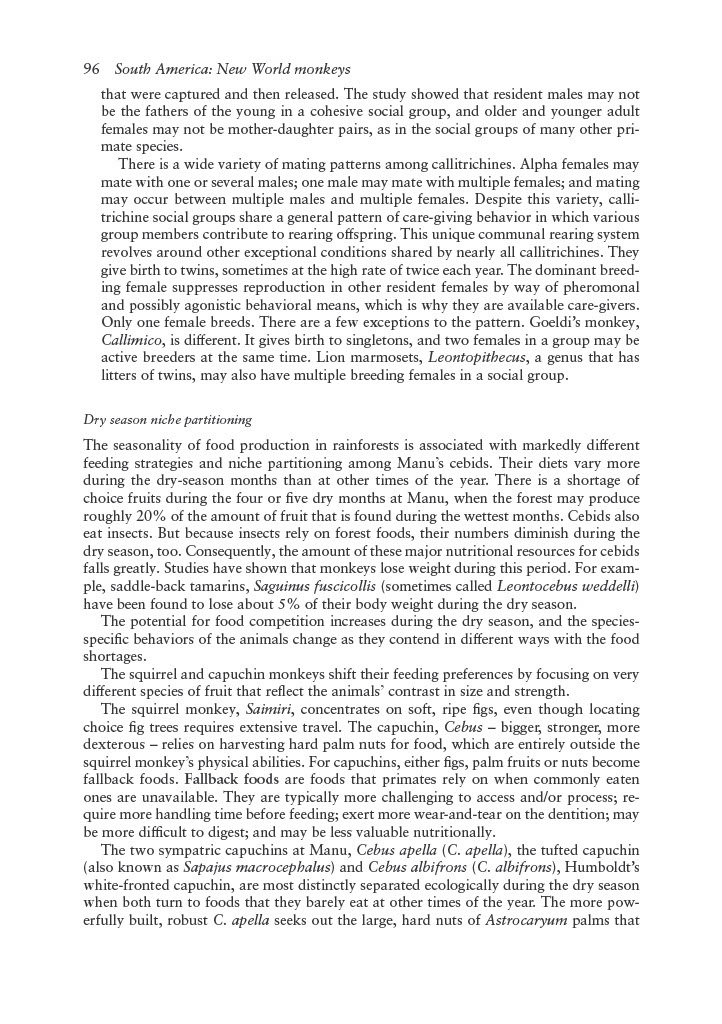 96 South America: New World monkeys
that were captured and then released. The study showed that resident males may not
be the fathers of the young in a cohesive social group, and older and younger adult
females may not be mother-daughter pairs, as in the social groups of many other pri-
mate species.
There is a wide variety of mating patterns among callitrichines. Alpha females may
mate with one or several males; one male may mate with multiple females; and mating
may occur between multiple males and multiple females. Despite this variety, calli-
trichine social groups share a general pattern of care-giving behavior in which various
group members contribute to rearing offspring. This unique communal rearing system
revolves around other exceptional conditions shared by nearly all callitrichines. They
give birth to twins, sometimes at the high rate of twice each year. The dominant breed-
ing female suppresses reproduction in other resident females by way of pheromonal
and possibly agonistic behavioral means, which is why they are available care-givers.
Only one female breeds. There are a few exceptions to the pattern. Goeldi's monkey,
Callimico, is different. It gives birth to singletons, and two females in a group may be
active breeders at the same time. Lion marmosets, Leontopithecus, a genus that has
litters of twins, may also have multiple breeding females in a social group.
Dry season niche partitioning
The seasonality of food production in rainforests is associated with markedly different
feeding strategies and niche partitioning among Manu's cebids. Their diets vary more
during the dry-season months than at other times of the year. There is a shortage of
choice fruits during the four or five dry months at Manu, when the forest may produce
roughly 20% of the amount of fruit that is found during the wettest months. Cebids also
eat insects. But because insects rely on forest foods, their numbers diminish during the
dry season, too. Consequently, the amount of these major nutritional resources for cebids
falls greatly. Studies have shown that monkeys lose weight during this period. For exam-
ple, saddle-back tamarins, Saguinus fuscicollis (sometimes called Leontocebus weddelli)
have been found to lose about 5% of their body weight during the dry season.
The potential for food competition increases during the dry season, and the species-
specific behaviors of the animals change as they contend in different ways with the food
shortages.
The squirrel and capuchin monkeys shift their feeding preferences by focusing on very
different species of fruit that reflect the animals' contrast in size and strength.
The squirrel monkey, Saimiri, concentrates on soft, ripe figs, even though locating
choice fig trees requires extensive travel. The capuchin, Cebus – bigger, stronger, more
dexterous – relies on harvesting hard palm nuts for food, which are entirely outside the
squirrel monkey's physical abilities. For capuchins, either figs, palm fruits or nuts become
fallback foods. Fallback foods are foods that primates rely on when commonly eaten
ones are unavailable. They are typically more challenging to access and/or process; re-
quire more handling time before feeding; exert more wear-and-tear on the dentition; may
be more difficult to digest; and may be less valuable nutritionally.
The two sympatric capuchins at Manu, Cebus apella (C. apella), the tufted capuchin
(also known as Sapajus macrocephalus) and Cebus albifrons (C. albifrons), Humboldt's
white-fronted capuchin, are most distinctly separated ecologically during the dry season
when both turn to foods that they barely eat at other times of the year. The more pow-
erfully built, robust C. apella seeks out the large, hard nuts of Astrocaryum palms that